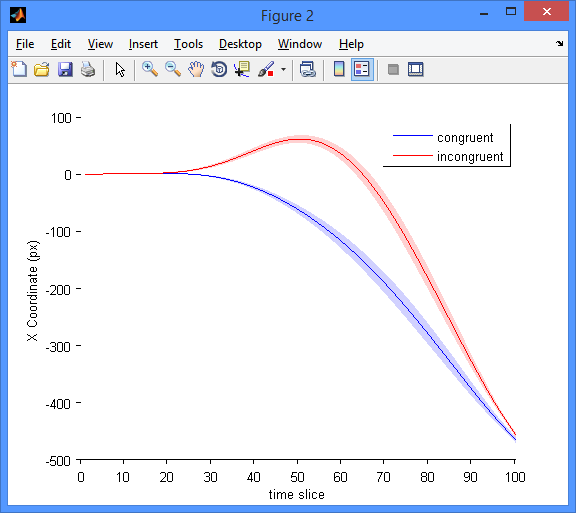 Figure 2
File Edit View Insert Tools Desktop Window Help
congruent
incongruent
100
0
-100
-200
-300
-400
-500
X Coordinate (px)
0 10 20 30 40 50 60 70 80 90 100
time slice